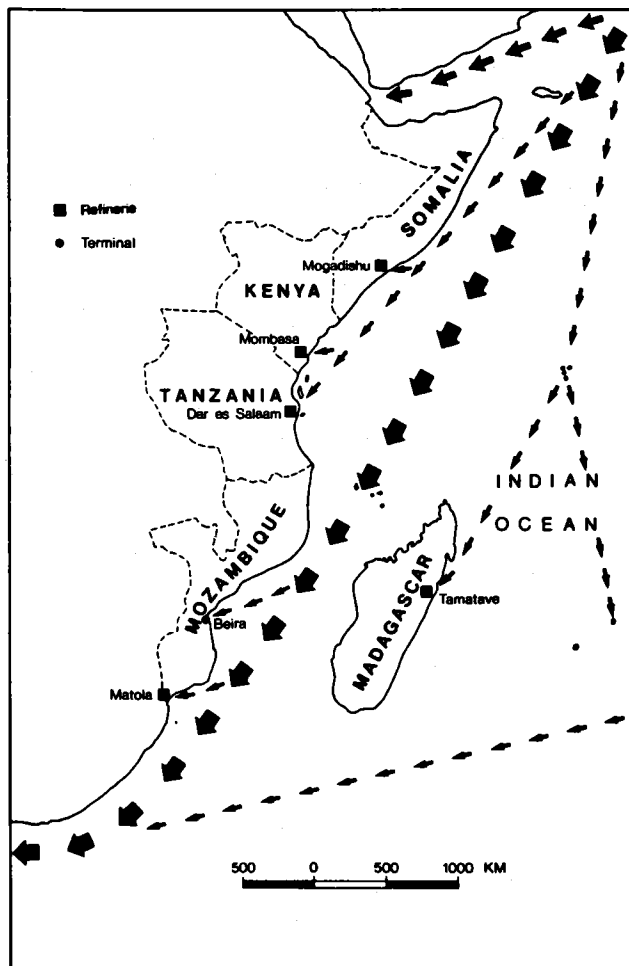 SOMALIA
Refinerie
Terminal
Mogadishu
KENYA
Mombasa
TANZANIA
Dar es Salaam
INDIAN
OCEAN
MOZAMBIQUE
MADAGASCAR
Tamatave
Beira
Matola
500 0 500 1000 KM